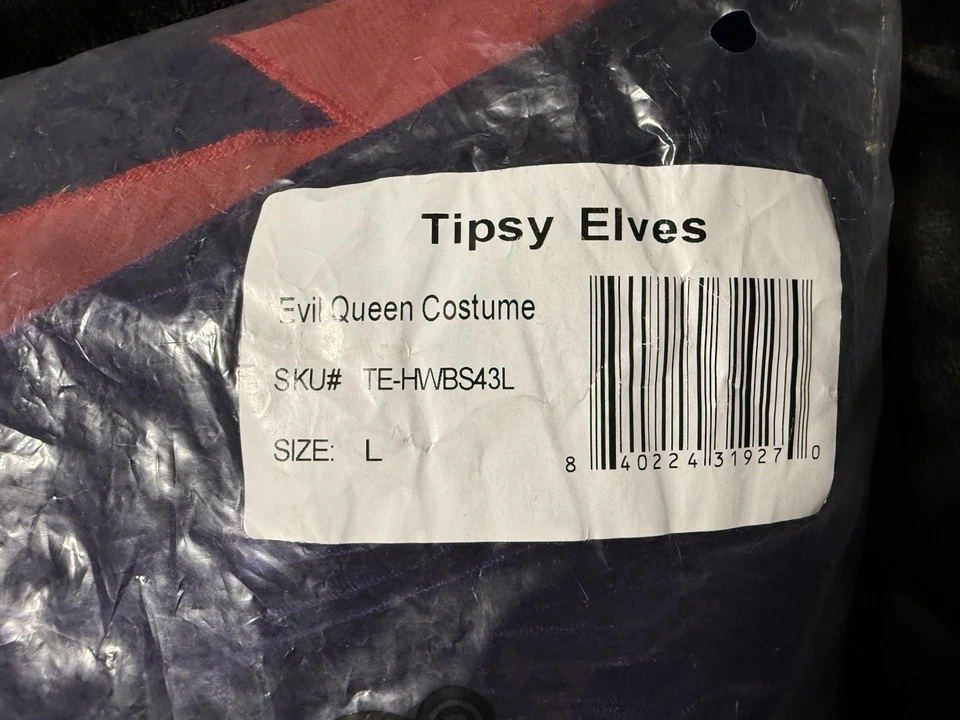 Tipsy Elves
Evil Queen Costume
SKU# TE-HWBS43L
SIZE: L
8 40224 31927 0